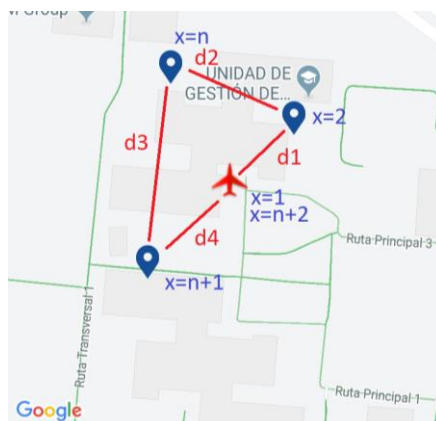 Group
x=n
d2
UNIDAD DE
GESTIÓN DE...
x=2
d3
d1
x=1
x=n+2
d4
Ruta Principal 3
x=n+1
Ruta Transversal 1
Ruta Principal 1
Google